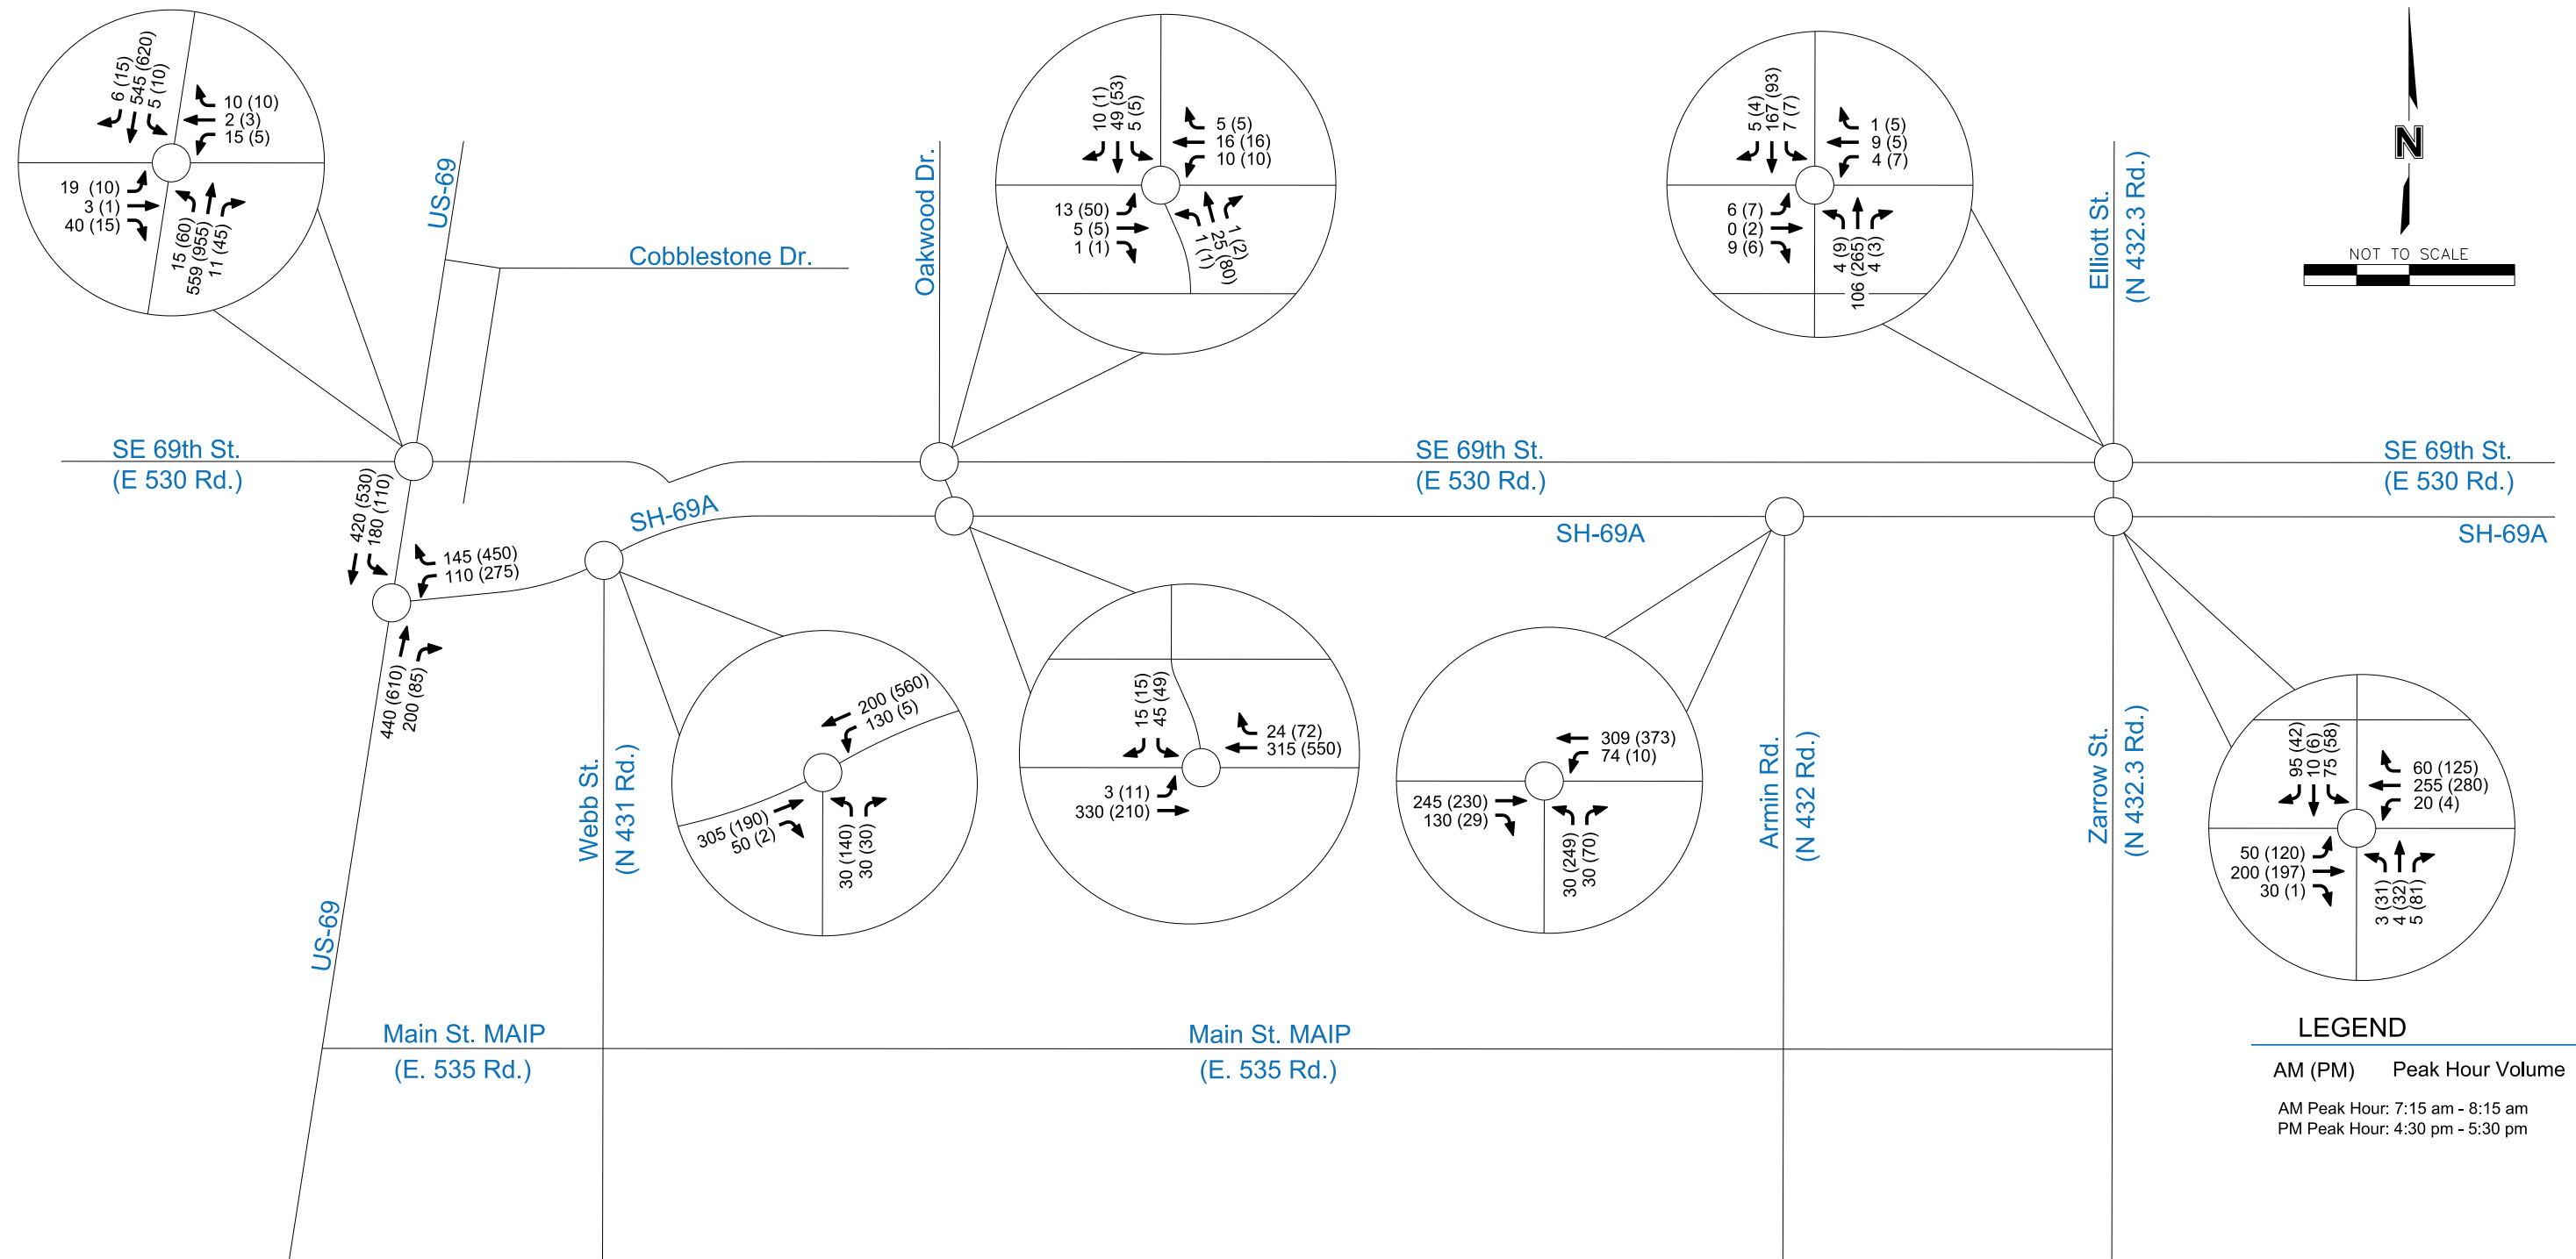 6 (15)
545 (620)
5 (10)
10 (10)
2 (3)
15 (5)
19 (10)
3 (1)
40 (15)
15 (60)
559 (955)
11 (45)
10 (1)
49 (53)
5 (5)
5 (5)
16 (16)
10 (10)
13 (50)
5 (5)
1 (1)
1 (1)
25 (80)
1 (2)
5 (4)
167 (93)
7 (7)
1 (5)
9 (5)
4 (7)
6 (7)
0 (2)
9 (6)
4 (9)
106 (265)
4 (3)
N
NOT TO SCALE
US-69
Cobblestone Dr.
Oakwood Dr.
Elliott St.
(N 432.3 Rd.)
SE 69th St.
(E 530 Rd.)
SE 69th St.
(E 530 Rd.)
SE 69th St.
(E 530 Rd.)
SH-69A
SH-69A
SH-69A
420 (530)
180 (110)
145 (450)
110 (275)
440 (610)
200 (85)
200 (560)
130 (5)
305 (190)
50 (2)
30 (140)
30 (30)
15 (15)
45 (49)
24 (72)
315 (550)
3 (11)
330 (210)
309 (373)
74 (10)
245 (230)
130 (29)
30 (249)
30 (70)
95 (42)
10 (6)
75 (58)
60 (125)
255 (280)
20 (4)
50 (120)
200 (197)
30 (1)
3 (31)
4 (32)
5 (81)
US-69
Webb St.
(N 431 Rd.)
Armin Rd.
(N 432 Rd.)
Zarrow St.
(N 432.3 Rd.)
Main St. MAIP
(E. 535 Rd.)
Main St. MAIP
(E. 535 Rd.)
LEGEND
AM (PM) Peak Hour Volume
AM Peak Hour: 7:15 am - 8:15 am
PM Peak Hour: 4:30 pm - 5:30 pm